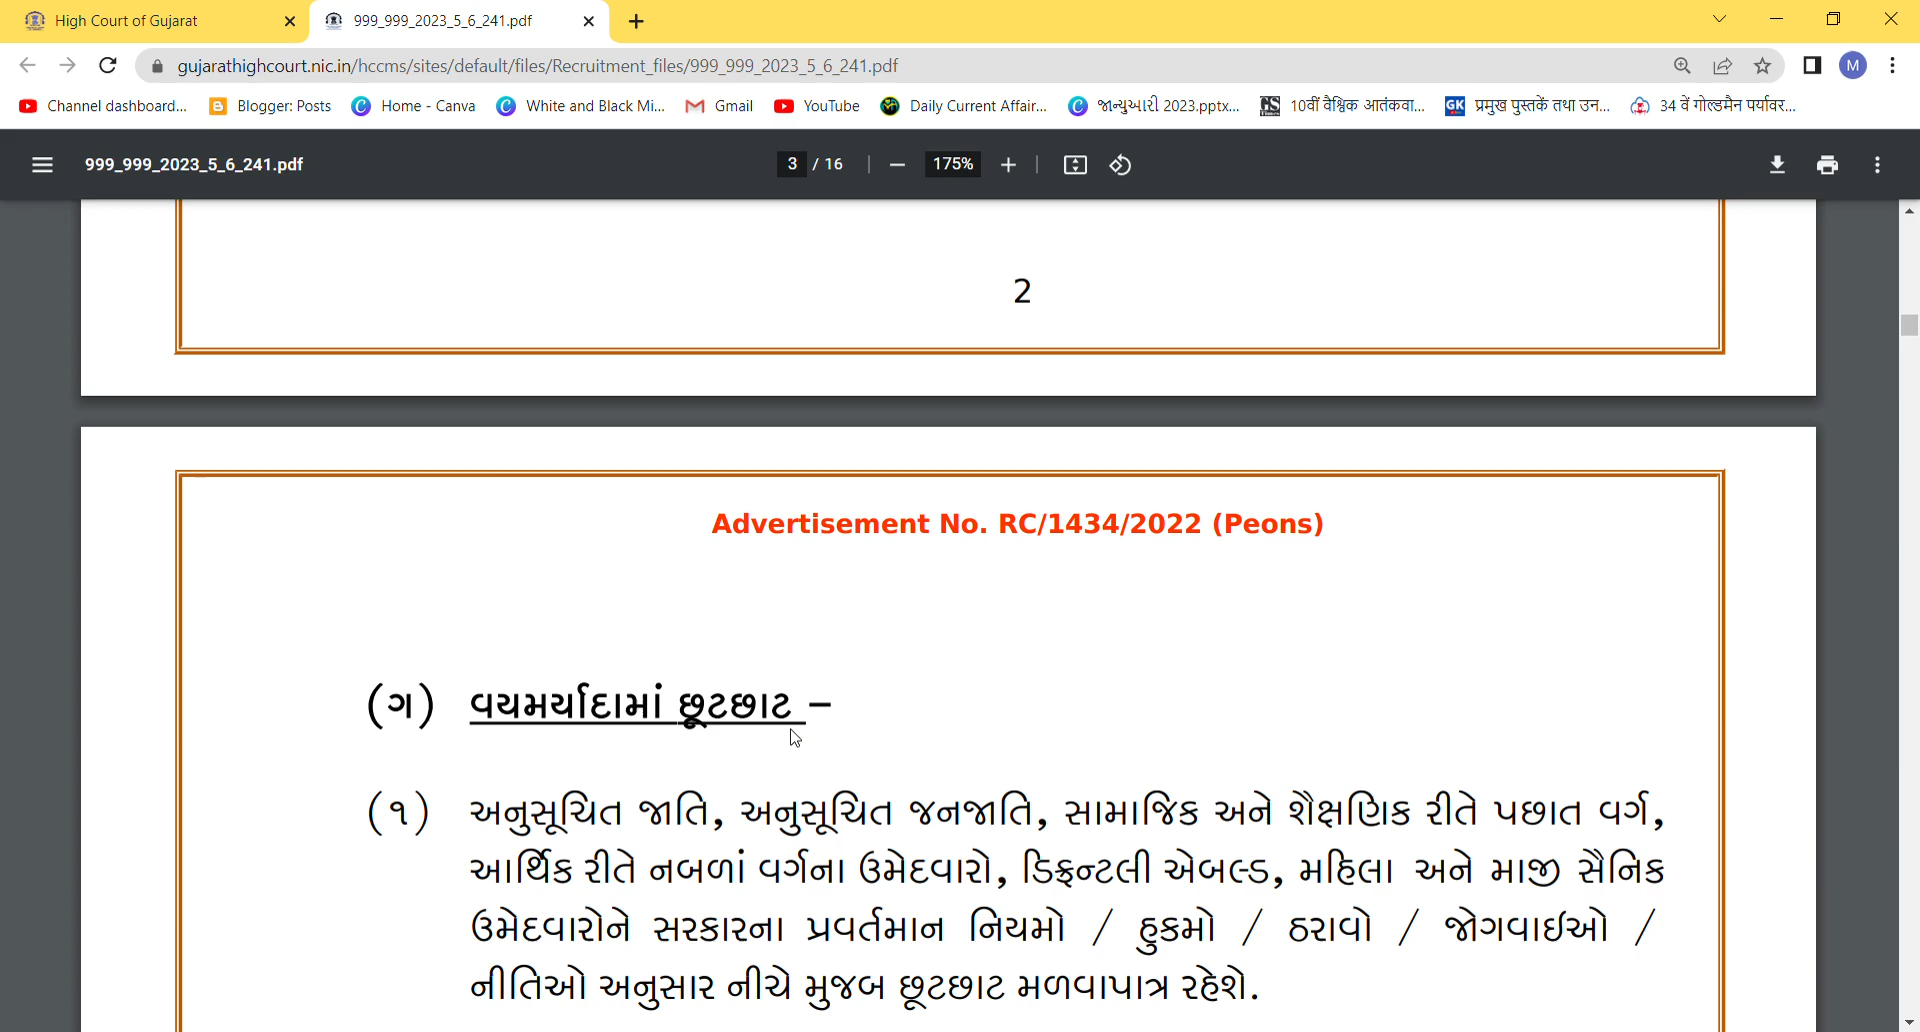 High Court of Gujarat
999_999_2023_5_6_241.pdf
gujarathighcourt.nic.in/hccms/sites/default/files/Recruitment_files/999_999_2023_5_6_241.pdf
M
Channel dashboard...
Blogger: Posts
Home - Canva
White and Black Mi...
Gmail
YouTube
Daily Current Affair...
જાન્યુઆરી 2023.pptx...
10वीं वैश्विक आतंकवा...
प्रमुख पुस्तकें तथा उन...
34 वें गोल्डमैन पर्यावर...
999_999_2023_5_6_241.pdf
3 / 16
175%
2
Advertisement No. RC/1434/2022 (Peons)
(ગ) વયમર્યાદામાં છૂટછાટ –
(૧) અનુસૂચિત જાતિ, અનુસૂચિત જનજાતિ, સામાજિક અને શૈક્ષણિક રીતે પછાત વર્ગ,
આર્થિક રીતે નબળાં વર્ગના ઉમેદવારો, ડિફ્રન્ટલી એબલ્ડ, મહિલા અને માજી સૈનિક
ઉમેદવારોને સરકારના પ્રવર્તમાન નિયમો / હુકમો / ઠરાવો / જોગવાઈઓ /
નીતિઓ અનુસાર નીચે મુજબ છૂટછાટ મળવાપાત્ર રહેશે.